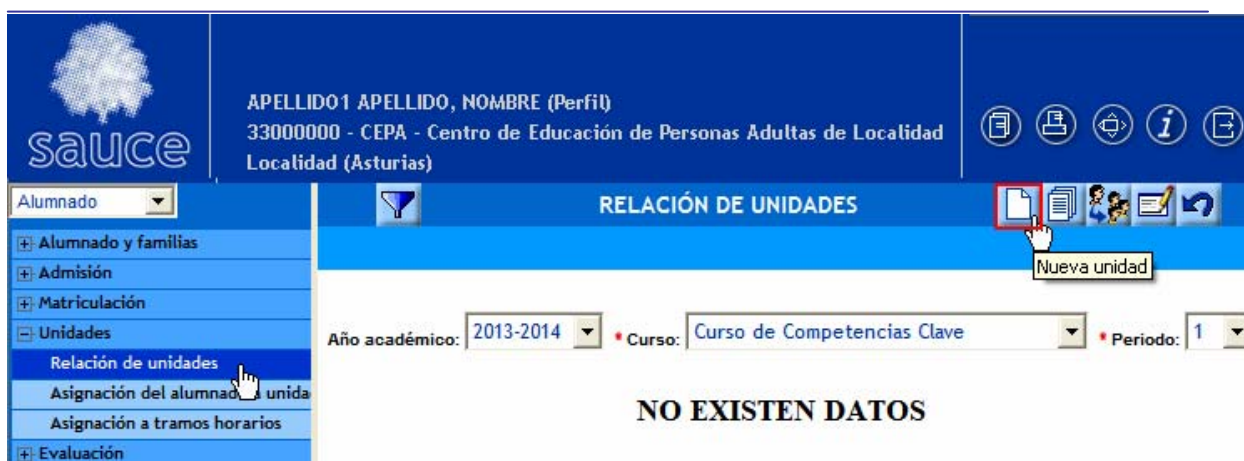 sauce
APELLIDO1 APELLIDO, NOMBRE (Perfil)
33000000 - CEPA - Centro de Educación de Personas Adultas de Localidad
Localidad (Asturias)
Alumnado
RELACIÓN DE UNIDADES
Nueva unidad
Alumnado y familias
Admisión
Matriculación
Unidades
Relación de unidades
Asignación del alumnado a unida
Asignación a tramos horarios
Evaluación
Año académico: 2013-2014 * Curso: Curso de Competencias Clave * Periodo: 1
NO EXISTEN DATOS